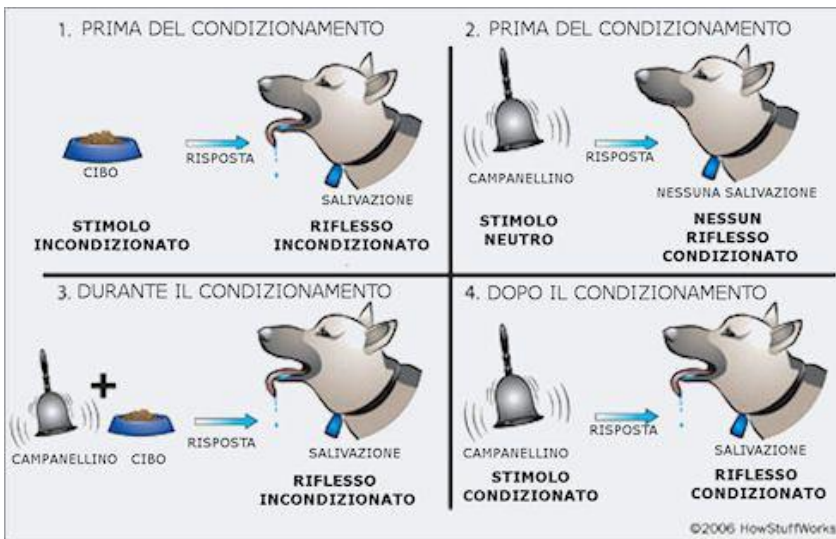 1. PRIMA DEL CONDIZIONAMENTO
CIBO
RISPOSTA
SALIVAZIONE
STIMOLO
INCONDIZIONATO
RIFLESSO
INCONDIZIONATO
2. PRIMA DEL CONDIZIONAMENTO
CAMPANELLINO
RISPOSTA
NESSUNA SALIVAZIONE
STIMOLO
NEUTRO
NESSUN
RIFLESSO
CONDIZIONATO
3. DURANTE IL CONDIZIONAMENTO
+
CAMPANELLINO
CIBO
RISPOSTA
SALIVAZIONE
RIFLESSO
INCONDIZIONATO
4. DOPO IL CONDIZIONAMENTO
CAMPANELLINO
RISPOSTA
SALIVAZIONE
STIMOLO
CONDIZIONATO
RIFLESSO
CONDIZIONATO
©2006 HowStuffWorks